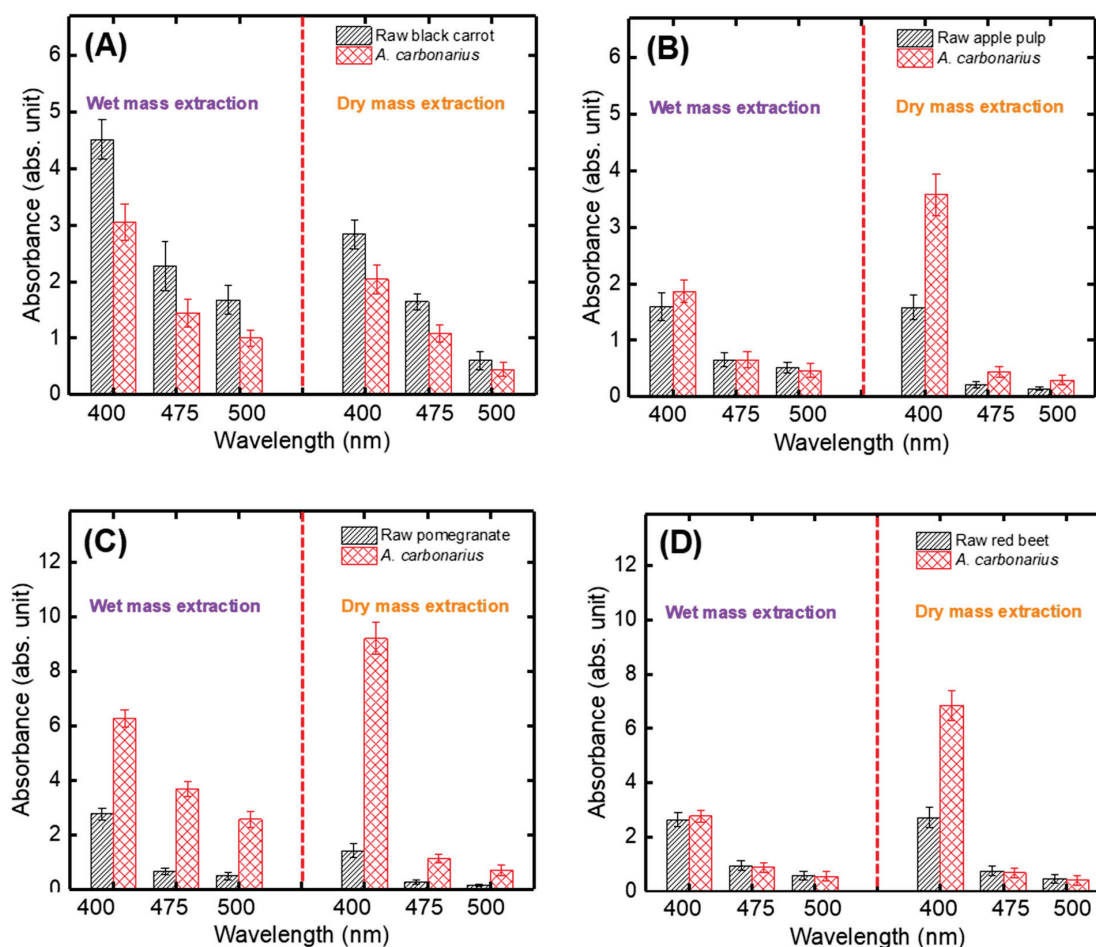 (A)
Raw black carrot
A. carbonarius
Wet mass extraction
Dry mass extraction
Absorbance (abs. unit)
6
5
4
3
2
1
0
400 475 500 400 475 500
Wavelength (nm)
(B)
Raw apple pulp
A. carbonarius
Wet mass extraction
Dry mass extraction
Absorbance (abs. unit)
6
5
4
3
2
1
0
400 475 500 400 475 500
Wavelength (nm)
(C)
Raw pomegranate
A. carbonarius
Wet mass extraction
Dry mass extraction
Absorbance (abs. unit)
12
10
8
6
4
2
0
400 475 500 400 475 500
Wavelength (nm)
(D)
Raw red beet
A. carbonarius
Wet mass extraction
Dry mass extraction
Absorbance (abs. unit)
12
10
8
6
4
2
0
400 475 500 400 475 500
Wavelength (nm)